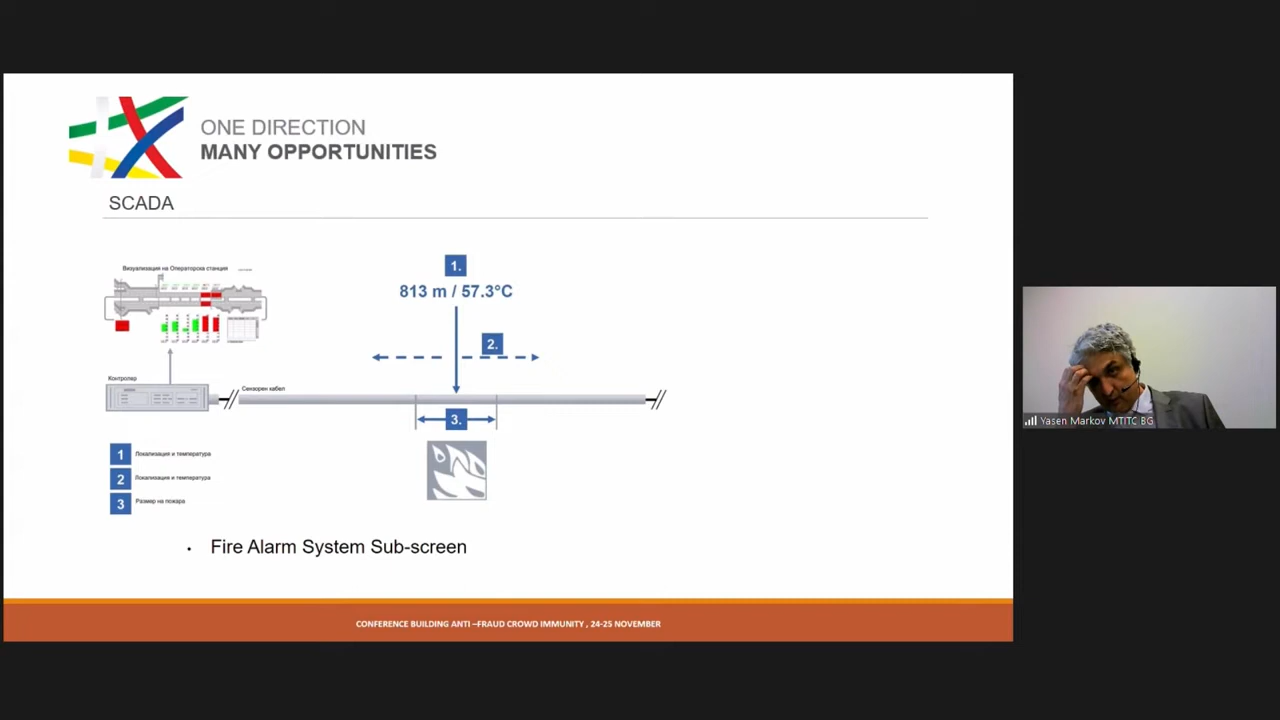 ONE DIRECTION
MANY OPPORTUNITIES
SCADA
Визуализация на Операторска станция
1.
813 m / 57.3°C
2.
Контролер
Сензорен кабел
3.
1 Локализация и температура
2 Локализация и температура
3 Размер на пожара
• Fire Alarm System Sub-screen
CONFERENCE BUILDING ANTI –FRAUD CROWD IMMUNITY , 24-25 NOVEMBER
Yasen Markov MTITC BG